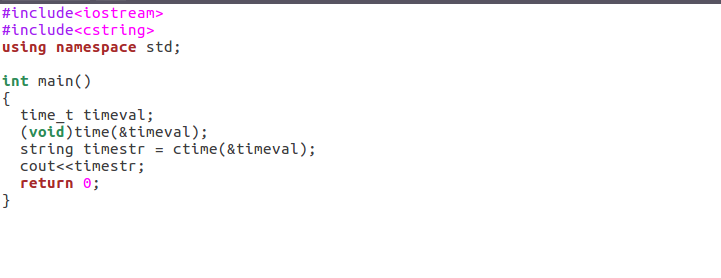 #include<iostream>
#include<cstring>
using namespace std;
int main()
{
time_t timeval;
(void)time(&timeval);
string timestr = ctime(&timeval);
cout<<timestr;
return 0;
}